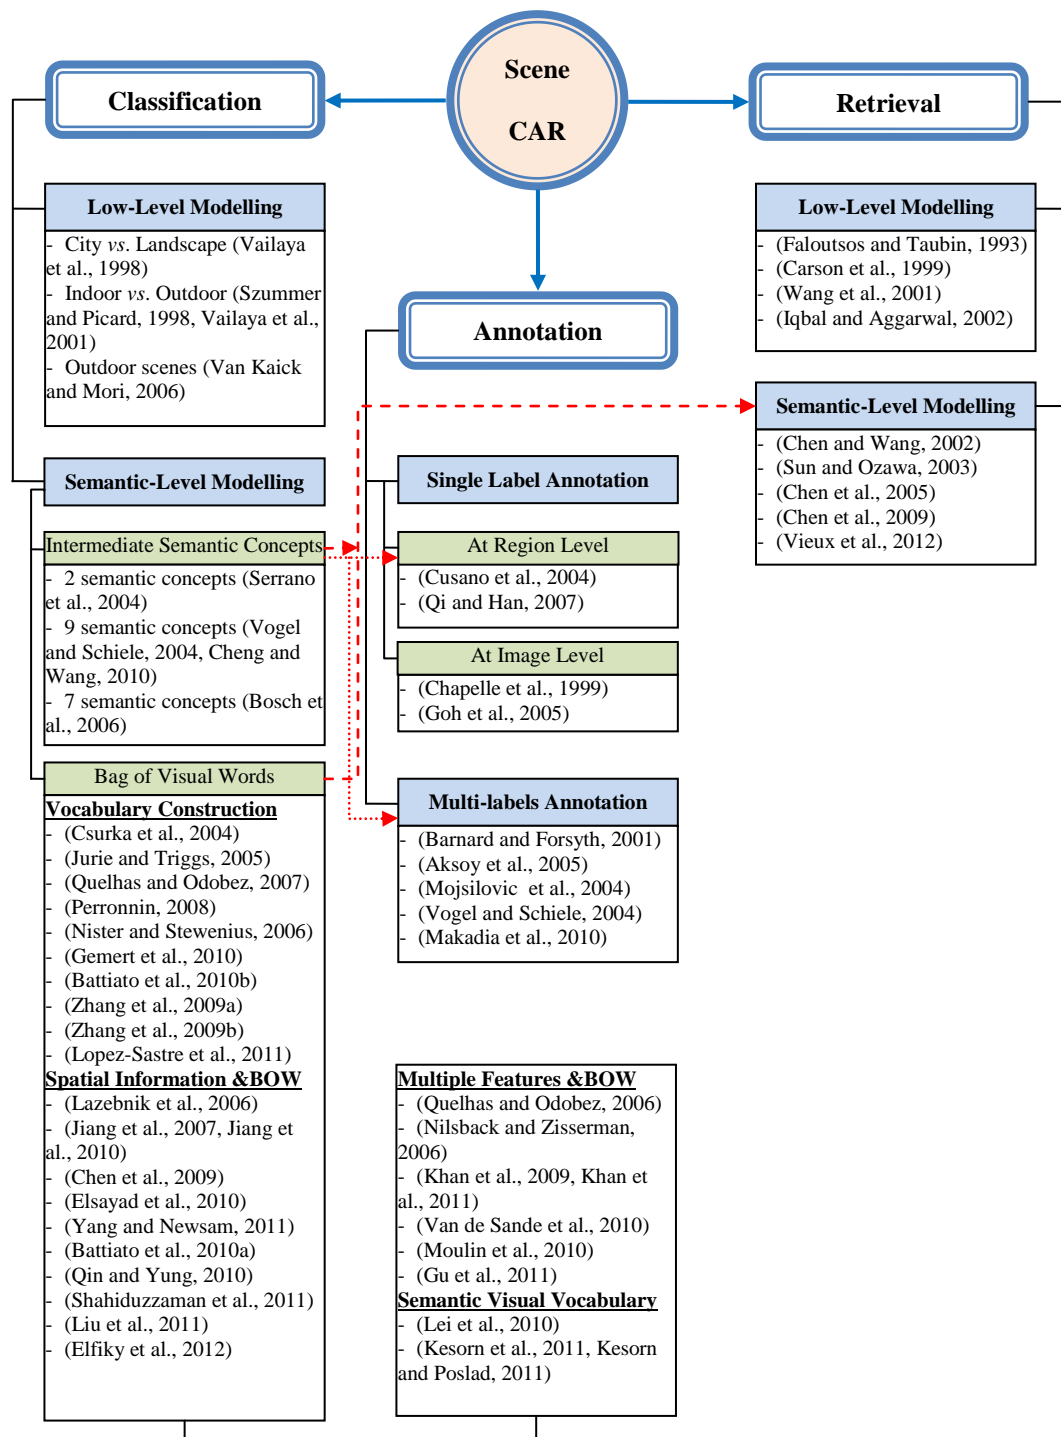 Scene
CAR
Classification
Retrieval
Annotation
Low-Level Modelling
- City vs. Landscape (Vailaya
et al., 1998)
- Indoor vs. Outdoor (Szummer
and Picard, 1998, Vailaya et al.,
2001)
- Outdoor scenes (Van Kaick
and Mori, 2006)
Semantic-Level Modelling
Intermediate Semantic Concepts
- 2 semantic concepts (Serrano
et al., 2004)
- 9 semantic concepts (Vogel
and Schiele, 2004, Cheng and
Wang, 2010)
- 7 semantic concepts (Bosch et
al., 2006)
Bag of Visual Words
Vocabulary Construction
- (Csurka et al., 2004)
- (Jurie and Triggs, 2005)
- (Quelhas and Odobez, 2007)
- (Perronnin, 2008)
- (Nister and Stewenius, 2006)
- (Gemert et al., 2010)
- (Battiato et al., 2010b)
- (Zhang et al., 2009a)
- (Zhang et al., 2009b)
- (Lopez-Sastre et al., 2011)
Spatial Information &BOW
- (Lazebnik et al., 2006)
- (Jiang et al., 2007, Jiang et
al., 2010)
- (Chen et al., 2009)
- (Elsayad et al., 2010)
- (Yang and Newsam, 2011)
- (Battiato et al., 2010a)
- (Qin and Yung, 2010)
- (Shahiduzzaman et al., 2011)
- (Liu et al., 2011)
- (Elfiky et al., 2012)
Single Label Annotation
At Region Level
- (Cusano et al., 2004)
- (Qi and Han, 2007)
At Image Level
- (Chapelle et al., 1999)
- (Goh et al., 2005)
Multi-labels Annotation
- (Barnard and Forsyth, 2001)
- (Aksoy et al., 2005)
- (Mojsilovic et al., 2004)
- (Vogel and Schiele, 2004)
- (Makadia et al., 2010)
Multiple Features &BOW
- (Quelhas and Odobez, 2006)
- (Nilsback and Zisserman,
2006)
- (Khan et al., 2009, Khan et
al., 2011)
- (Van de Sande et al., 2010)
- (Moulin et al., 2010)
- (Gu et al., 2011)
Semantic Visual Vocabulary
- (Lei et al., 2010)
- (Kesorn et al., 2011, Kesorn
and Poslad, 2011)
Low-Level Modelling
- (Faloutsos and Taubin, 1993)
- (Carson et al., 1999)
- (Wang et al., 2001)
- (Iqbal and Aggarwal, 2002)
Semantic-Level Modelling
- (Chen and Wang, 2002)
- (Sun and Ozawa, 2003)
- (Chen et al., 2005)
- (Chen et al., 2009)
- (Vieux et al., 2012)